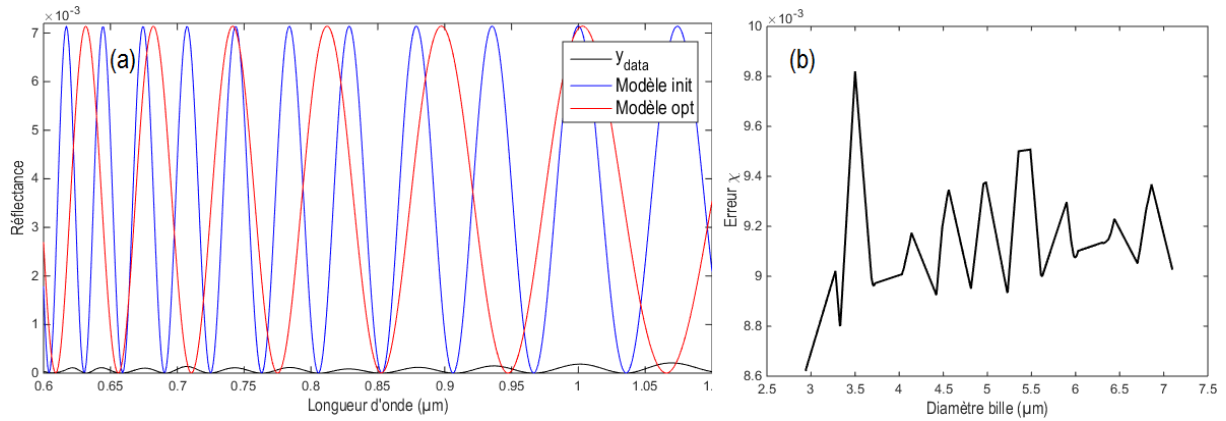 ×10⁻³
7
6
5
4
3
2
1
0
Réflectance
(a)
y_data
Modèle init
Modèle opt
0.6 0.65 0.7 0.75 0.8 0.85 0.9 0.95 1 1.05 1.
Longueur d'onde (µm)
×10⁻³
10
9.8
9.6
9.4
9.2
9
8.8
8.6
Erreur χ
(b)
2.5 3 3.5 4 4.5 5 5.5 6 6.5 7 7.5
Diamètre bille (µm)